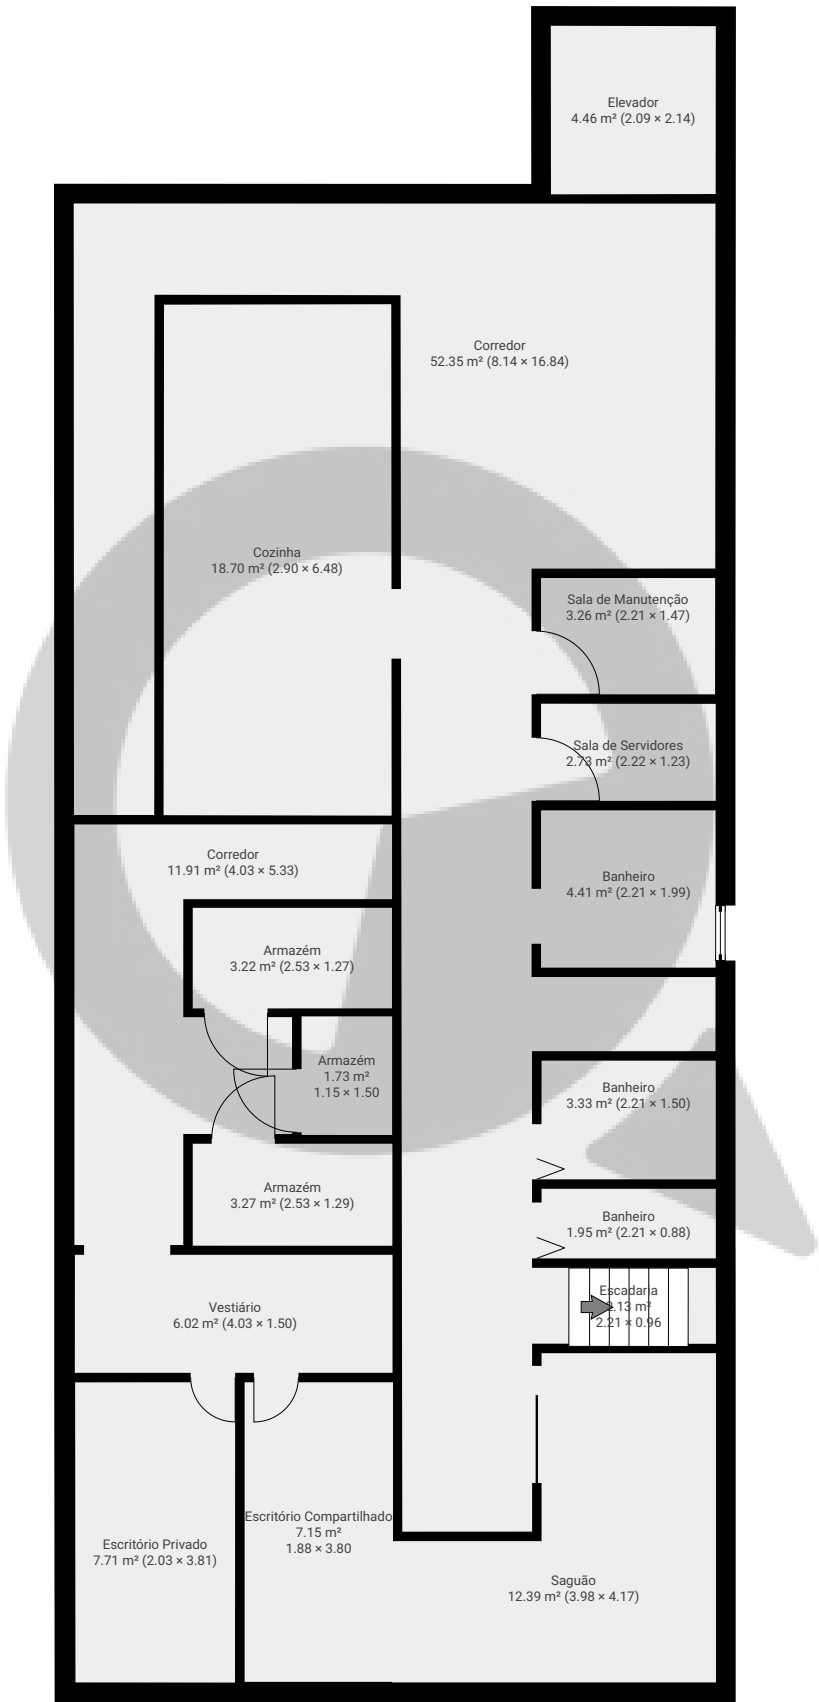 Elevador
4.46 m² (2.09 × 2.14)
Corredor
52.35 m² (8.14 × 16.84)
Cozinha
18.70 m² (2.90 × 6.48)
Sala de Manutenção
3.26 m² (2.21 × 1.47)
Sala de Servidores
2.73 m² (2.22 × 1.23)
Corredor
11.91 m² (4.03 × 5.33)
Banheiro
4.41 m² (2.21 × 1.99)
Armazém
3.22 m² (2.53 × 1.27)
Armazém
1.73 m²
1.15 × 1.50
Banheiro
3.33 m² (2.21 × 1.50)
Armazém
3.27 m² (2.53 × 1.29)
Banheiro
1.95 m² (2.21 × 0.88)
Escadaria
2.13 m²
2.21 × 0.96
Vestiário
6.02 m² (4.03 × 1.50)
Escritório Compartilhado
7.15 m²
1.88 × 3.80
Escritório Privado
7.71 m² (2.03 × 3.81)
Saguão
12.39 m² (3.98 × 4.17)